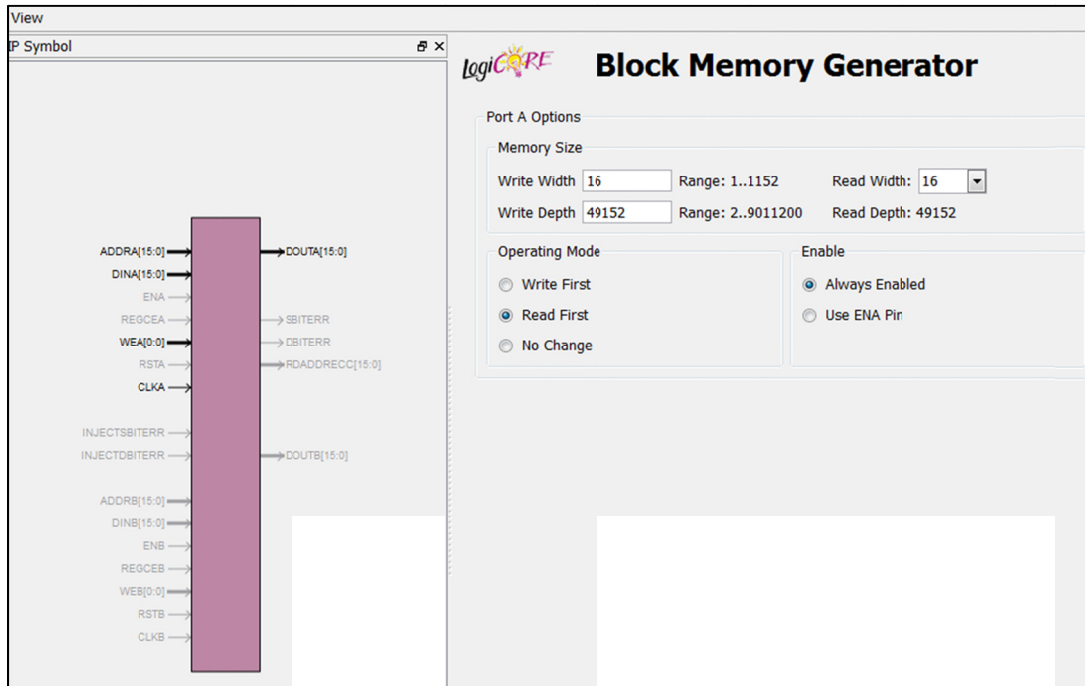 View
IP Symbol
LogiCORE
Block Memory Generator
Port A Options
Memory Size
Write Width 16 Range: 1..1152 Read Width: 16
Write Depth 49152 Range: 2..9011200 Read Depth: 49152
Operating Mode
Write First
Read First
No Change
Enable
Always Enabled
Use ENA Pin
ADDRA[15:0] DOUTA[15:0]
DINA[15:0]
ENA
REGCEA SBITERR
WEA[0:0] DBITERR
RSTA RDADDRECC[15:0]
CLKA
INJECTSBITERR
INJECTDBITERR DOUTB[15:0]
ADDRB[15:0]
DINB[15:0]
ENB
REGCEB
WEB[0:0]
RSTB
CLKB